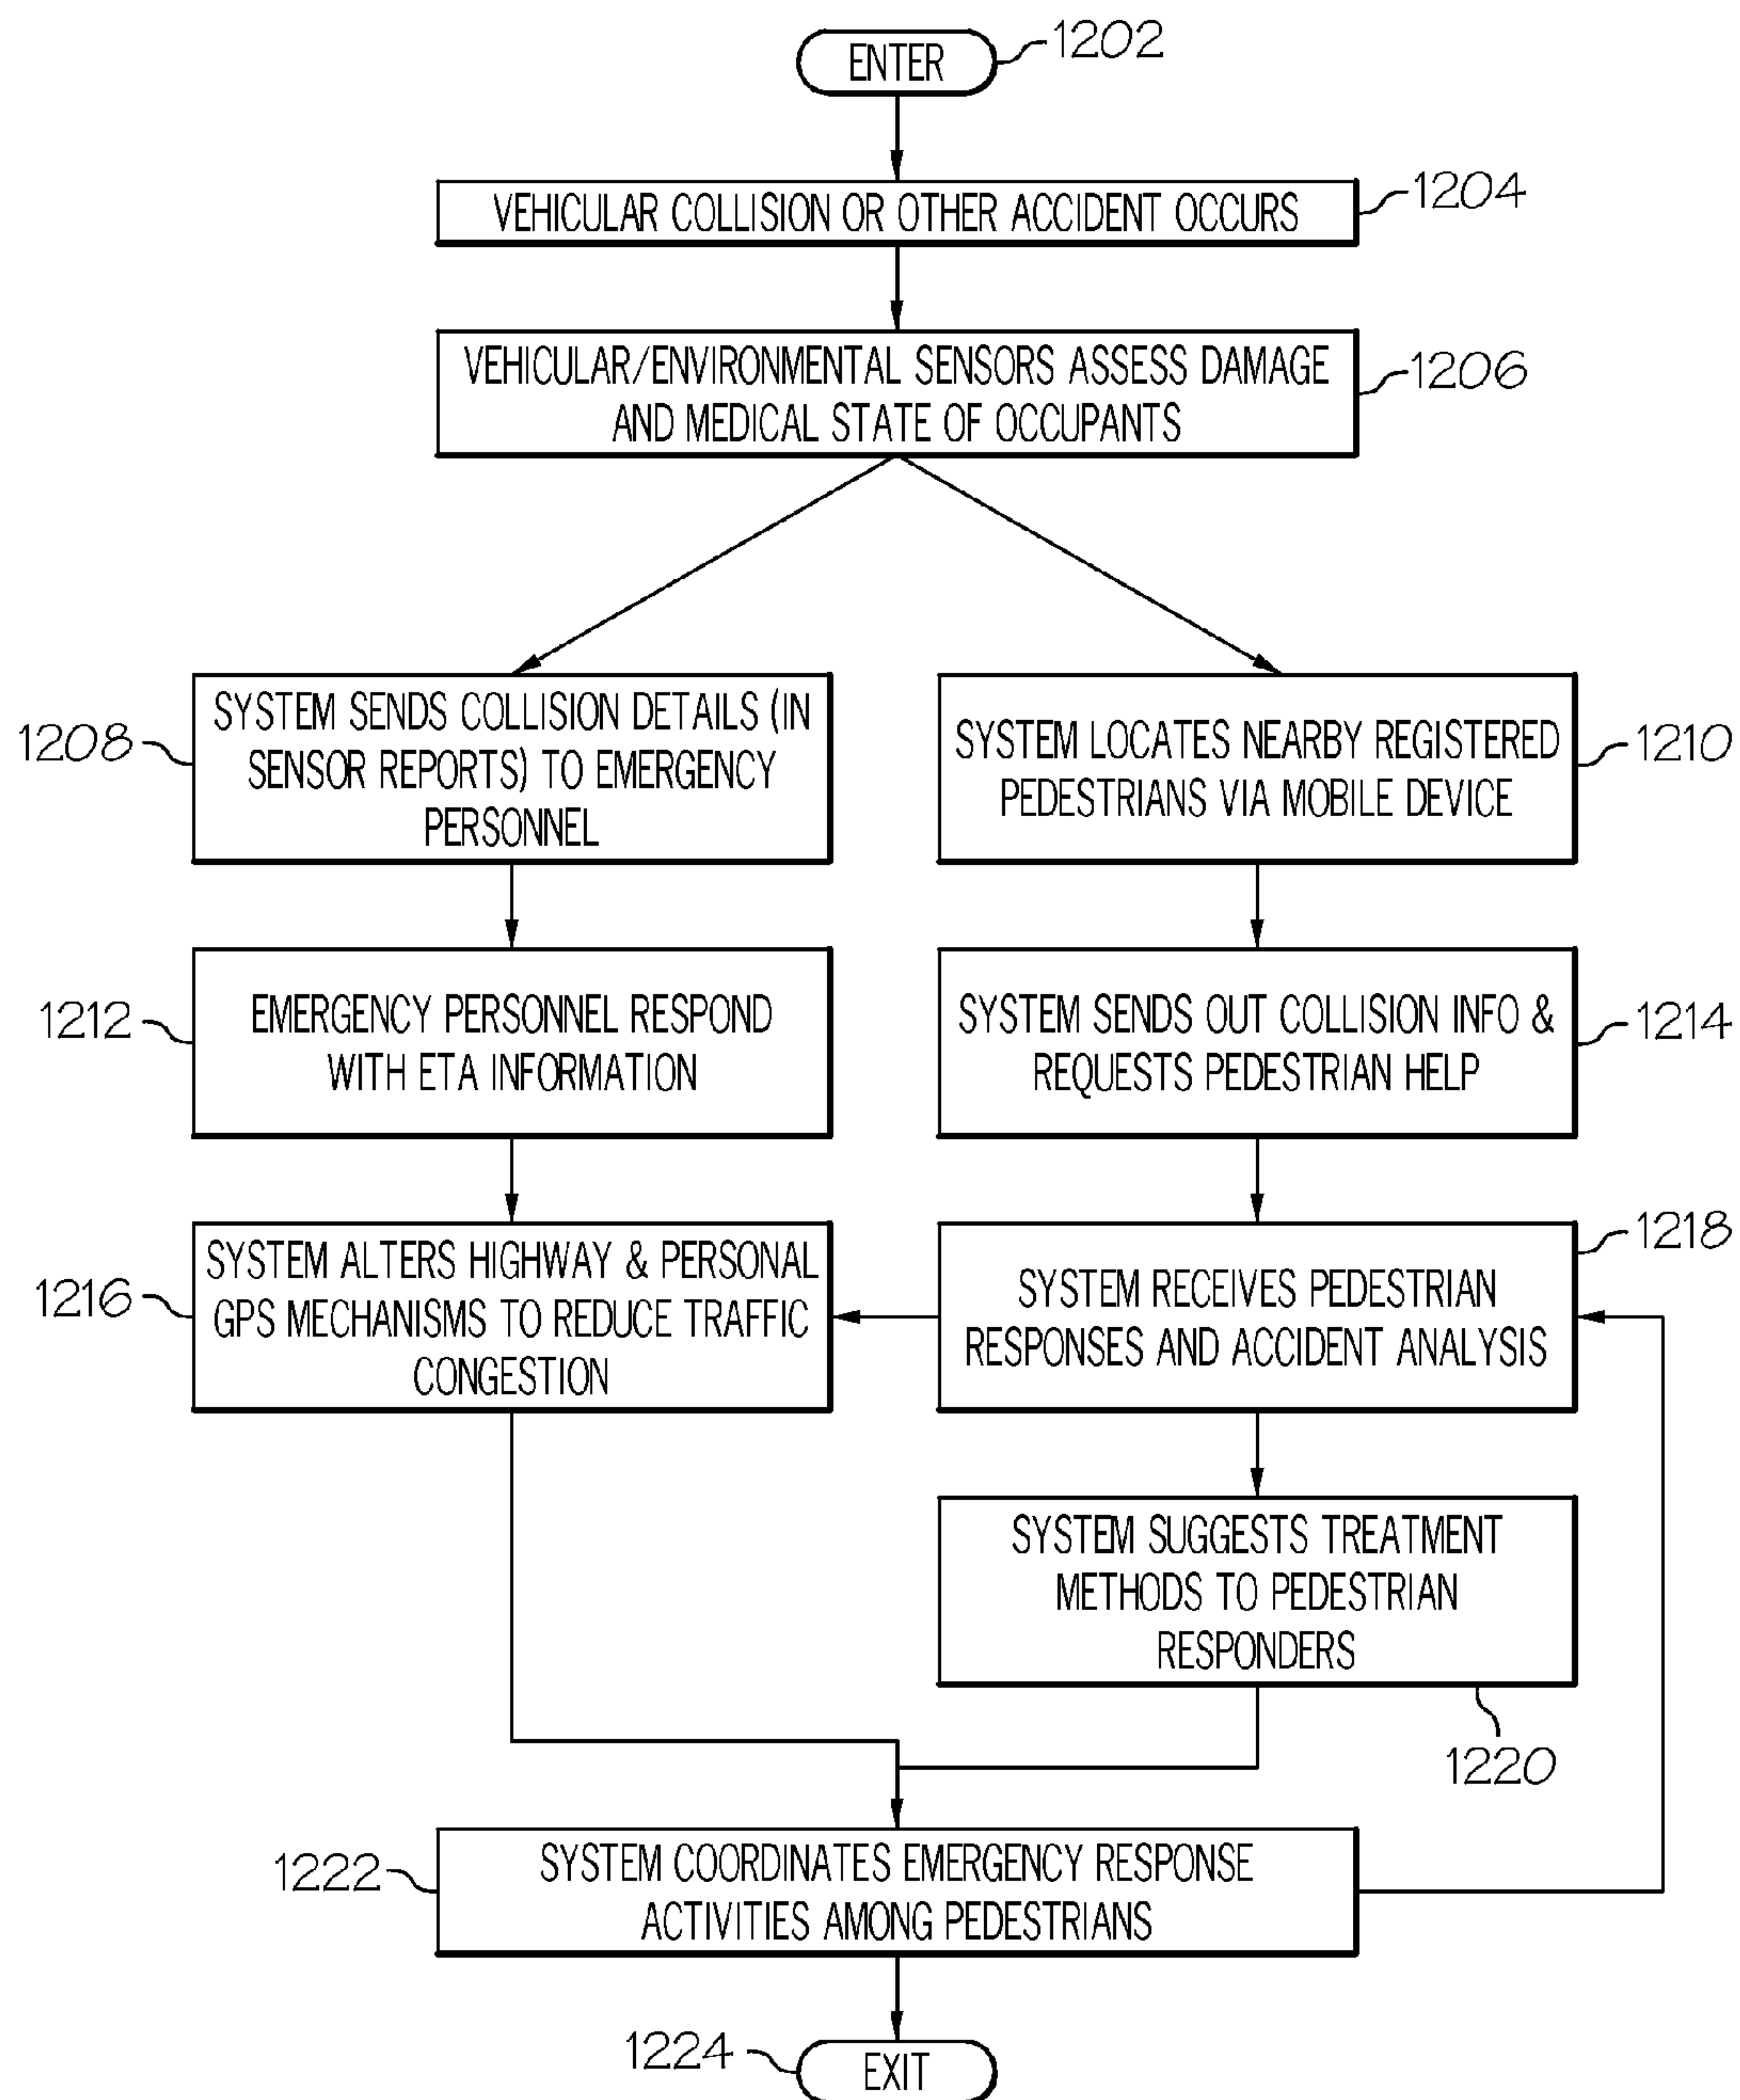 ENTER
1202
VEHICULAR COLLISION OR OTHER ACCIDENT OCCURS
1204
VEHICULAR/ENVIRONMENTAL SENSORS ASSESS DAMAGE
AND MEDICAL STATE OF OCCUPANTS
1206
1208
SYSTEM SENDS COLLISION DETAILS (IN
SENSOR REPORTS) TO EMERGENCY
PERSONNEL
SYSTEM LOCATES NEARBY REGISTERED
PEDESTRIANS VIA MOBILE DEVICE
1210
1212
EMERGENCY PERSONNEL RESPOND
WITH ETA INFORMATION
SYSTEM SENDS OUT COLLISION INFO &
REQUESTS PEDESTRIAN HELP
1214
1216
SYSTEM ALTERS HIGHWAY & PERSONAL
GPS MECHANISMS TO REDUCE TRAFFIC
CONGESTION
SYSTEM RECEIVES PEDESTRIAN
RESPONSES AND ACCIDENT ANALYSIS
1218
SYSTEM SUGGESTS TREATMENT
METHODS TO PEDESTRIAN
RESPONDERS
1220
1222
SYSTEM COORDINATES EMERGENCY RESPONSE
ACTIVITIES AMONG PEDESTRIANS
1224
EXIT